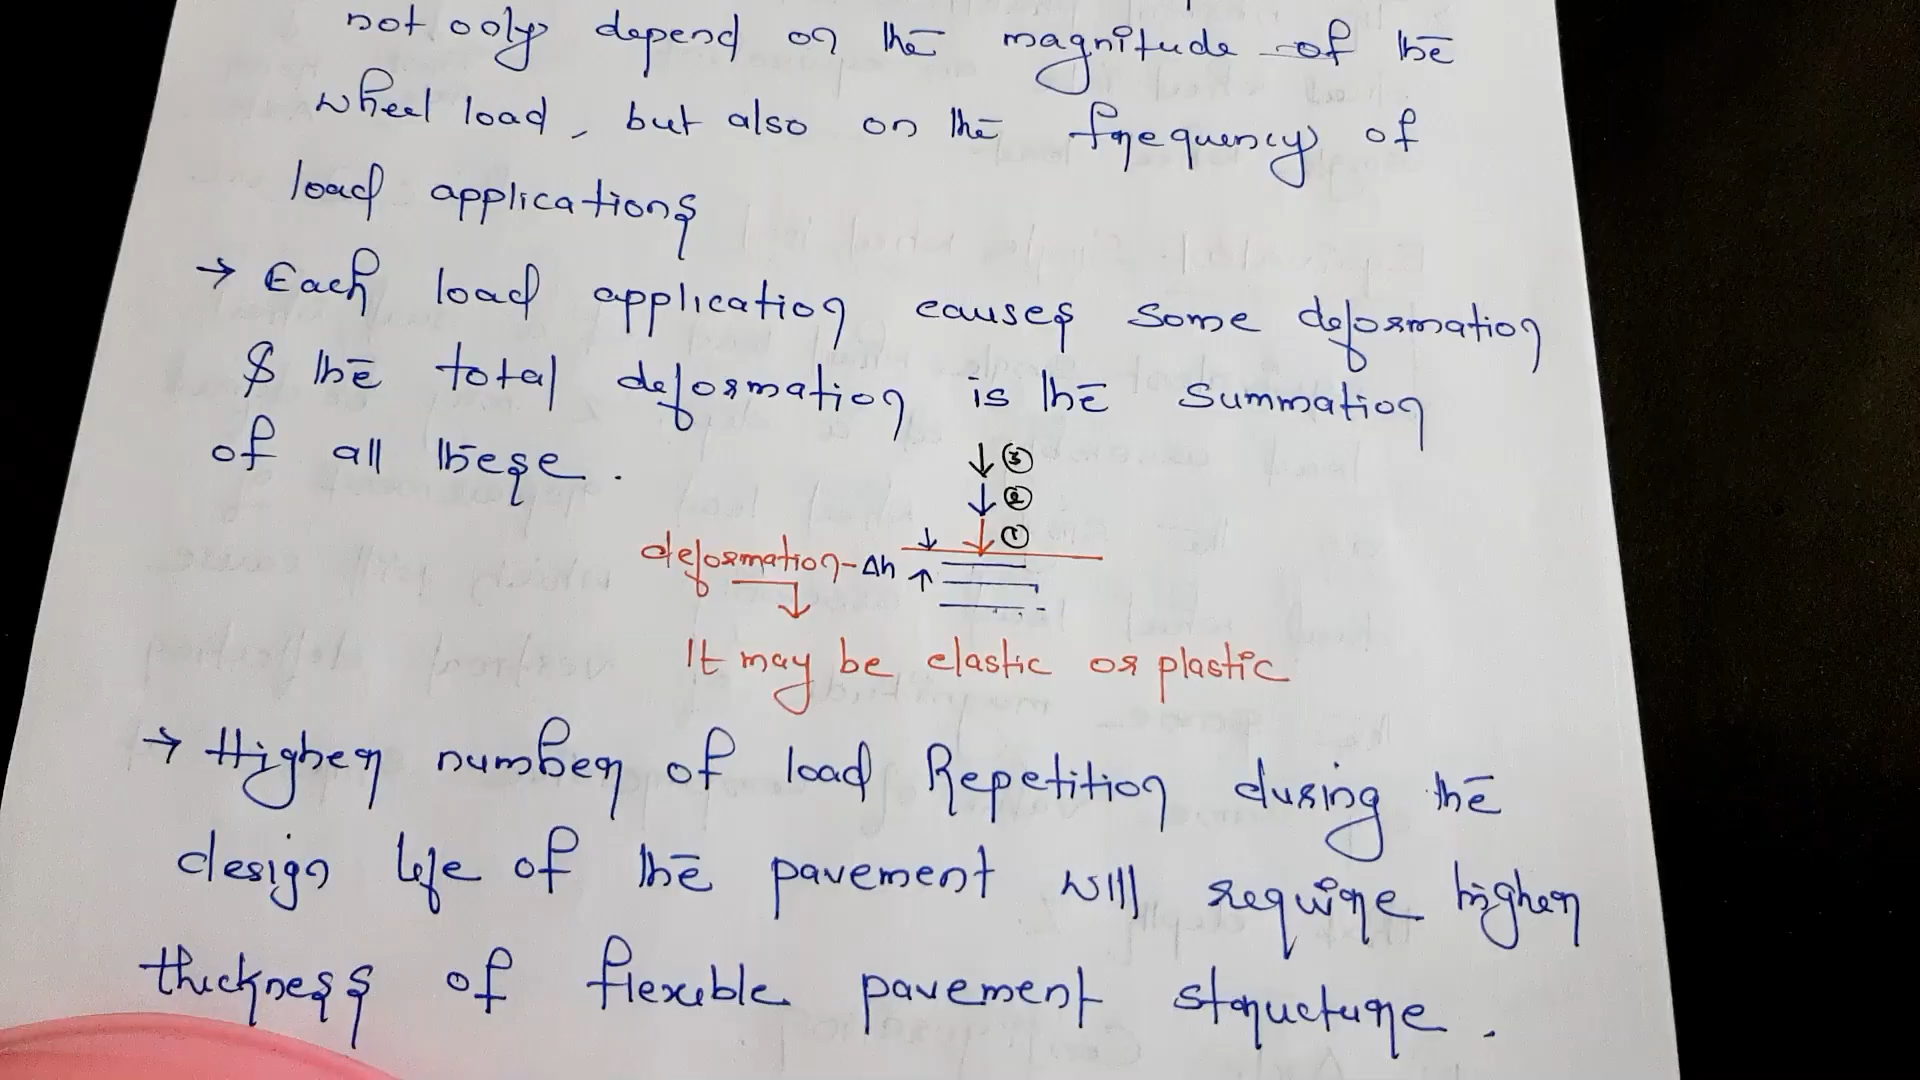 not only depend on the magnitude of the
wheel load, but also on the frequency of
load applications
→ Each load application causes some deformation
& the total deformation is the summation
of all these.
↓ ③
↓ ②
↓ ①
deformation - Δh
It may be elastic or plastic
→ Higher number of load Repetition during the
design life of the pavement will require higher
thickness of flexible pavement structure.